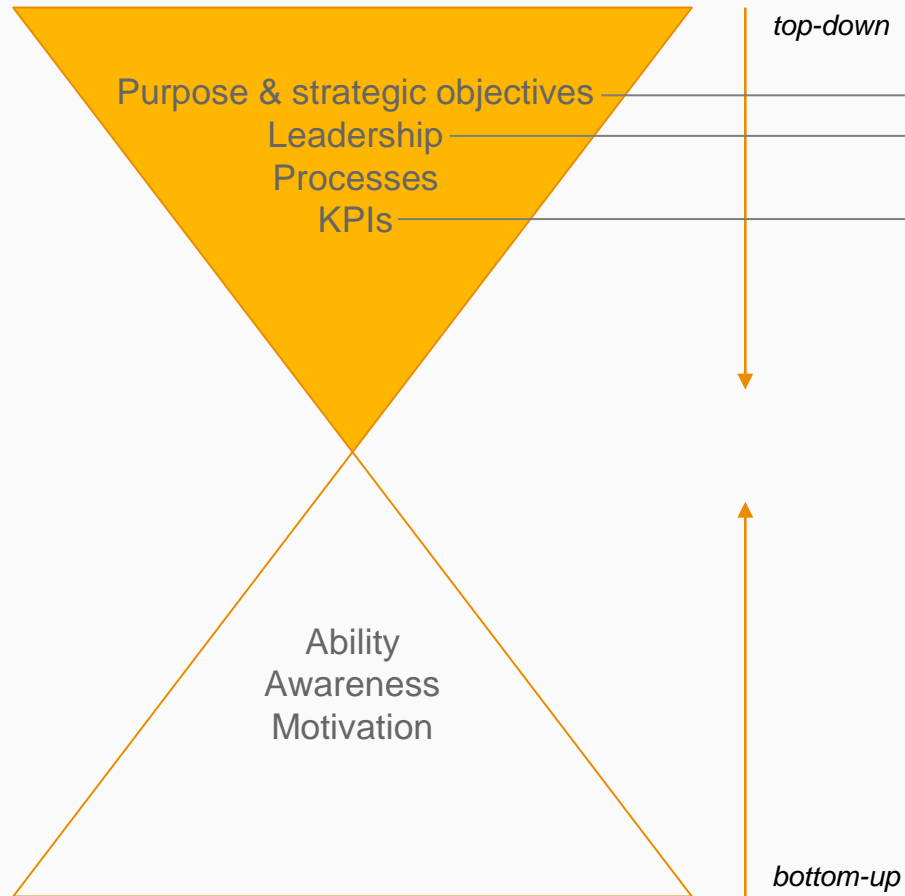 top-down
Purpose & strategic objectives
Leadership
Processes
KPIs
Ability
Awareness
Motivation
bottom-up